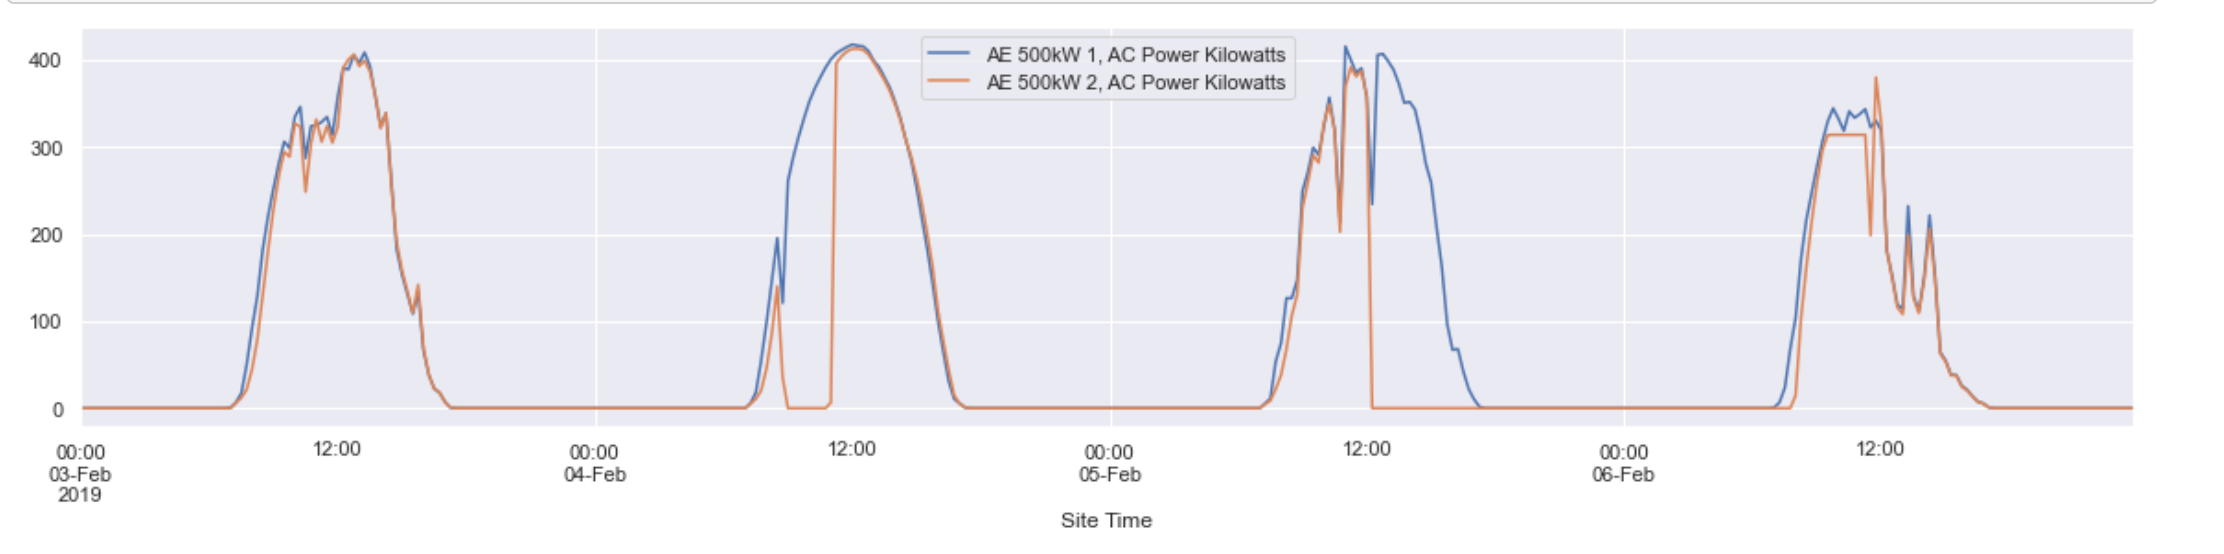 AE 500kW 1, AC Power Kilowatts
AE 500kW 2, AC Power Kilowatts
400
300
200
100
0
00:00 12:00 00:00 12:00 00:00 12:00 00:00 12:00
03-Feb 04-Feb 05-Feb 06-Feb
2019
Site Time